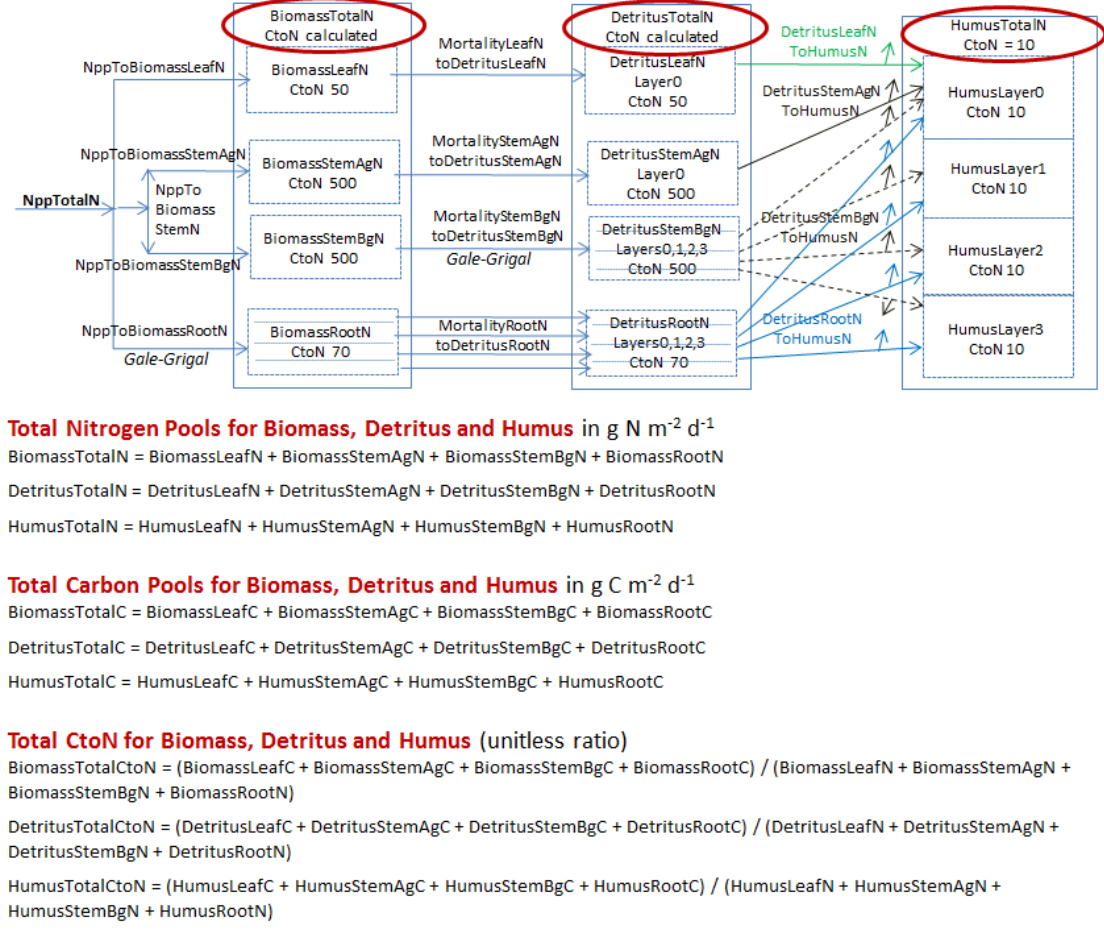 BiomassTotalN
CtoN calculated
DetritusTotalN
CtoN calculated
HumusTotalN
CtoN = 10
NppToBiomassLeafN
BiomassLeafN
CtoN 50
MortalityLeafN
toDetritusLeafN
DetritusLeafN
Layer0
CtoN 50
DetritusLeafN
ToHumusN
HumusLayer0
CtoN 10
NppToBiomassStemAgN
BiomassStemAgN
CtoN 500
MortalityStemAgN
toDetritusStemAgN
DetritusStemAgN
Layer0
CtoN 500
DetritusStemAgN
ToHumusN
HumusLayer1
CtoN 10
NppTotalN
NppTo
Biomass
StemN
NppToBiomassStemBgN
BiomassStemBgN
CtoN 500
MortalityStemBgN
toDetritusStemBgN
Gale-Grigal
DetritusStemBgN
Layers0,1,2,3
CtoN 500
DetritusStemBgN
ToHumusN
HumusLayer2
CtoN 10
NppToBiomassRootN
Gale-Grigal
BiomassRootN
CtoN 70
MortalityRootN
toDetritusRootN
DetritusRootN
Layers0,1,2,3
CtoN 70
DetritusRootN
ToHumusN
HumusLayer3
CtoN 10
Total Nitrogen Pools for Biomass, Detritus and Humus in g N m⁻² d⁻¹
BiomassTotalN = BiomassLeafN + BiomassStemAgN + BiomassStemBgN + BiomassRootN
DetritusTotalN = DetritusLeafN + DetritusStemAgN + DetritusStemBgN + DetritusRootN
HumusTotalN = HumusLeafN + HumusStemAgN + HumusStemBgN + HumusRootN
Total Carbon Pools for Biomass, Detritus and Humus in g C m⁻² d⁻¹
BiomassTotalC = BiomassLeafC + BiomassStemAgC + BiomassStemBgC + BiomassRootC
DetritusTotalC = DetritusLeafC + DetritusStemAgC + DetritusStemBgC + DetritusRootC
HumusTotalC = HumusLeafC + HumusStemAgC + HumusStemBgC + HumusRootC
Total CtoN for Biomass, Detritus and Humus (unitless ratio)
BiomassTotalCtoN = (BiomassLeafC + BiomassStemAgC + BiomassStemBgC + BiomassRootC) / (BiomassLeafN + BiomassStemAgN +
BiomassStemBgN + BiomassRootN)
DetritusTotalCtoN = (DetritusLeafC + DetritusStemAgC + DetritusStemBgC + DetritusRootC) / (DetritusLeafN + DetritusStemAgN +
DetritusStemBgN + DetritusRootN)
HumusTotalCtoN = (HumusLeafC + HumusStemAgC + HumusStemBgC + HumusRootC) / (HumusLeafN + HumusStemAgN +
HumusStemBgN + HumusRootN)